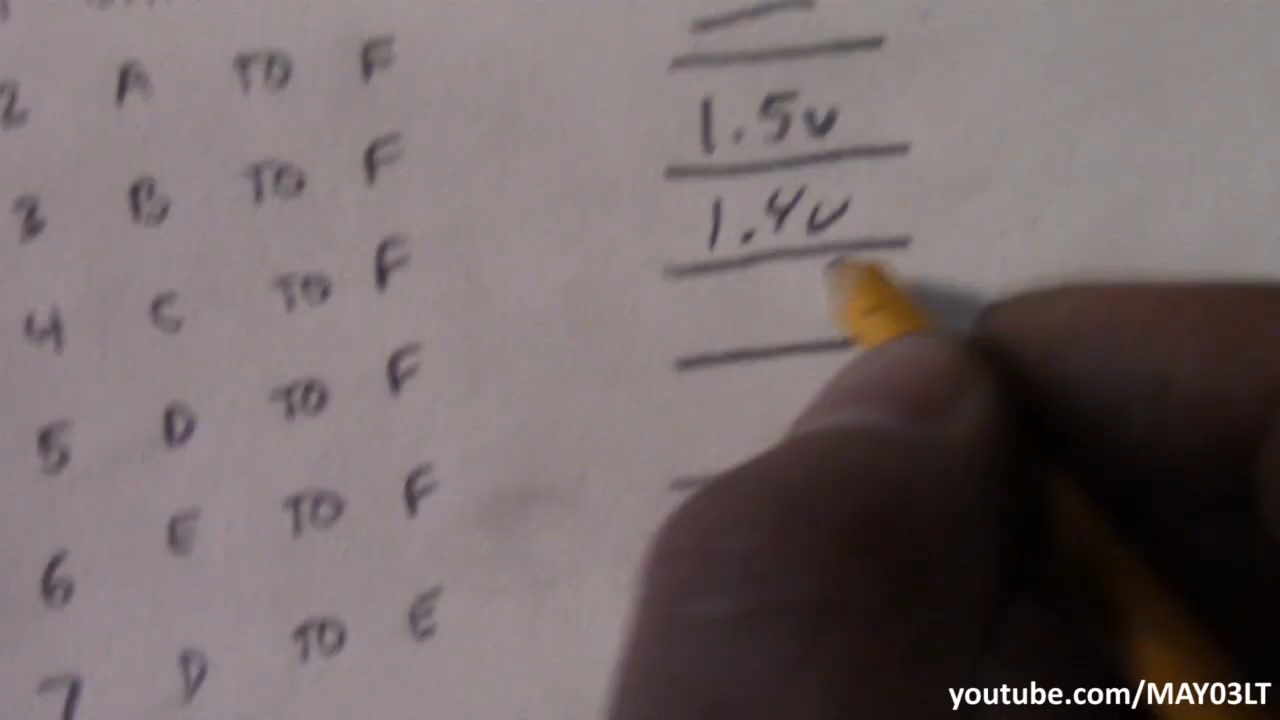 2 A TO F
1.5v
3 B TO F
1.4v
4 C TO F
5 D TO F
6 E TO F
7 D TO E
youtube.com/MAY03LT